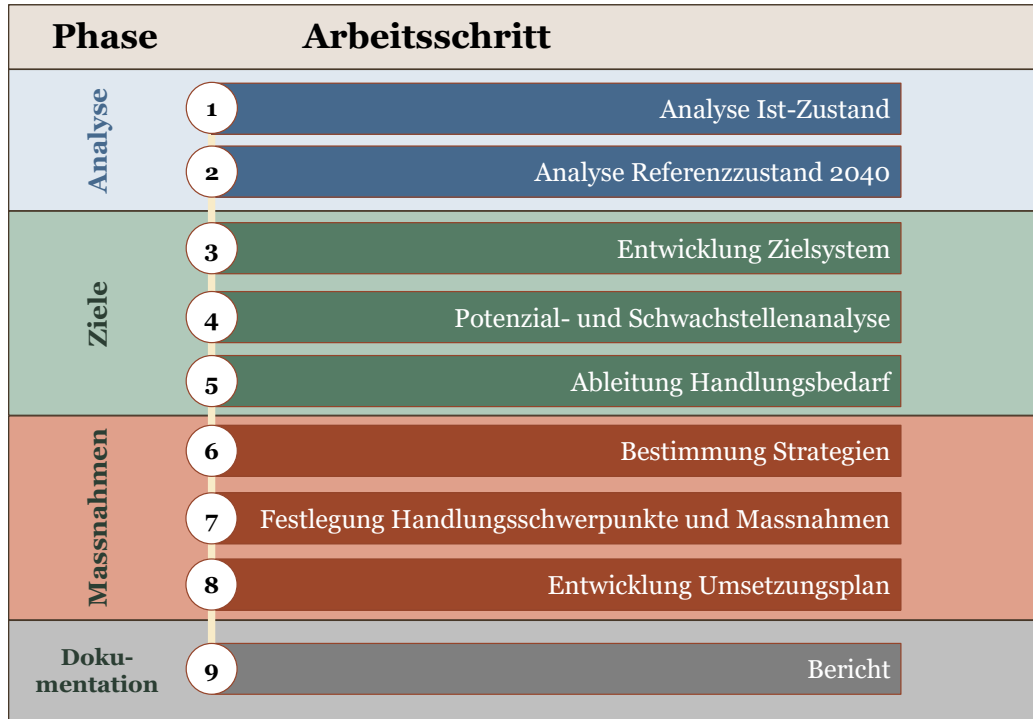 Phase Arbeitsschritt
Analyse
1 Analyse Ist-Zustand
2 Analyse Referenzzustand 2040
Ziele
3 Entwicklung Zielsystem
4 Potenzial- und Schwachstellenanalyse
5 Ableitung Handlungsbedarf
Massnahmen
6 Bestimmung Strategien
7 Festlegung Handlungsschwerpunkte und Massnahmen
8 Entwicklung Umsetzungsplan
Doku-
mentation
9 Bericht